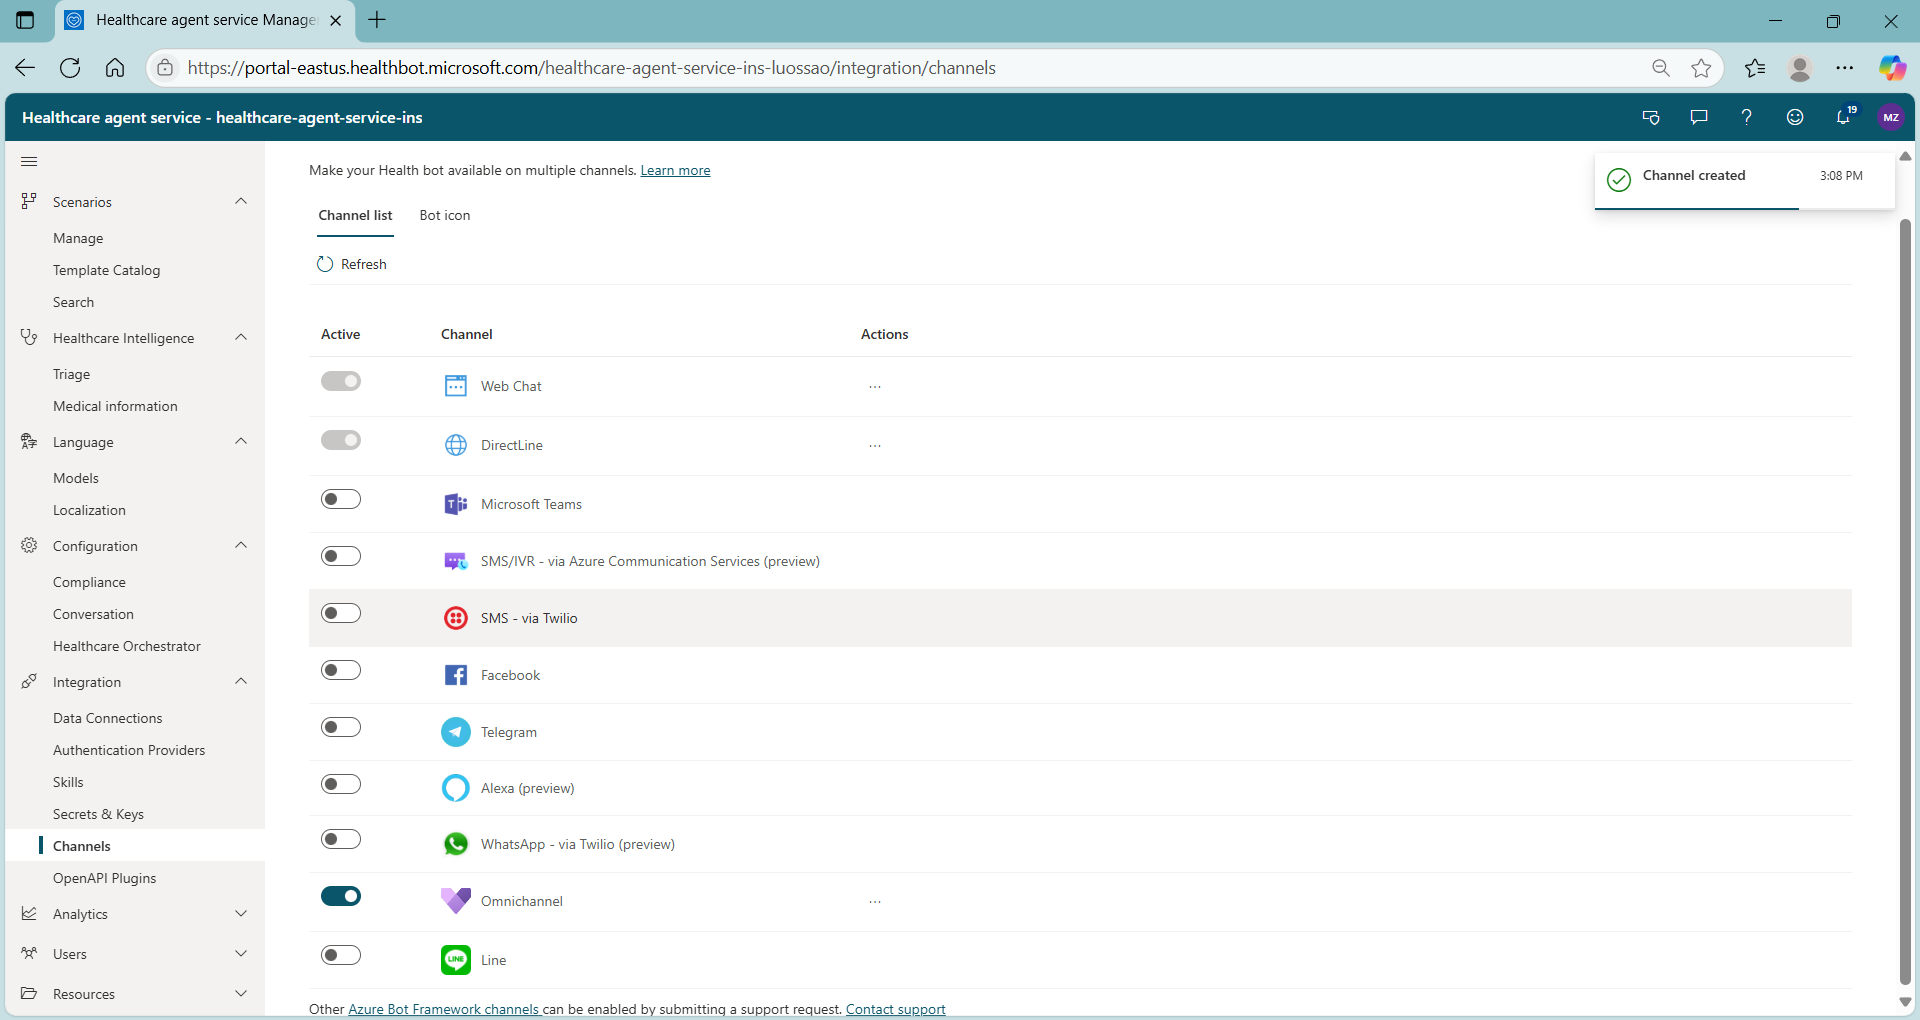 Healthcare agent service Manage
https://portal-eastus.healthbot.microsoft.com/healthcare-agent-service-ins-luossao/integration/channels
Healthcare agent service - healthcare-agent-service-ins
19
MZ
Scenarios
Manage
Template Catalog
Search
Healthcare Intelligence
Triage
Medical information
Language
Models
Localization
Configuration
Compliance
Conversation
Healthcare Orchestrator
Integration
Data Connections
Authentication Providers
Skills
Secrets & Keys
Channels
OpenAPI Plugins
Analytics
Users
Resources
Make your Health bot available on multiple channels. Learn more
Channel created 3:08 PM
Channel list Bot icon
Refresh
Active Channel Actions
Web Chat ...
DirectLine ...
Microsoft Teams
SMS/IVR - via Azure Communication Services (preview)
SMS - via Twilio
Facebook
Telegram
Alexa (preview)
WhatsApp - via Twilio (preview)
Omnichannel ...
LINE
Line
Other Azure Bot Framework channels can be enabled by submitting a support request. Contact support